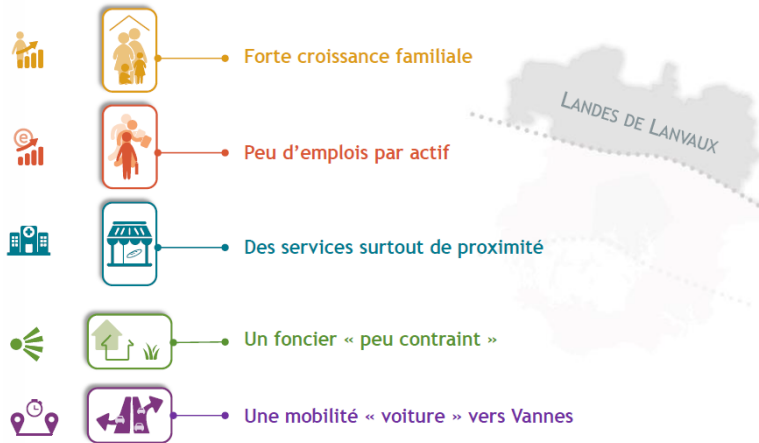 Forte croissance familiale
LANDES DE LANVAUX
e
Peu d'emplois par actif
Des services surtout de proximité
Un foncier « peu contraint »
Une mobilité « voiture » vers Vannes